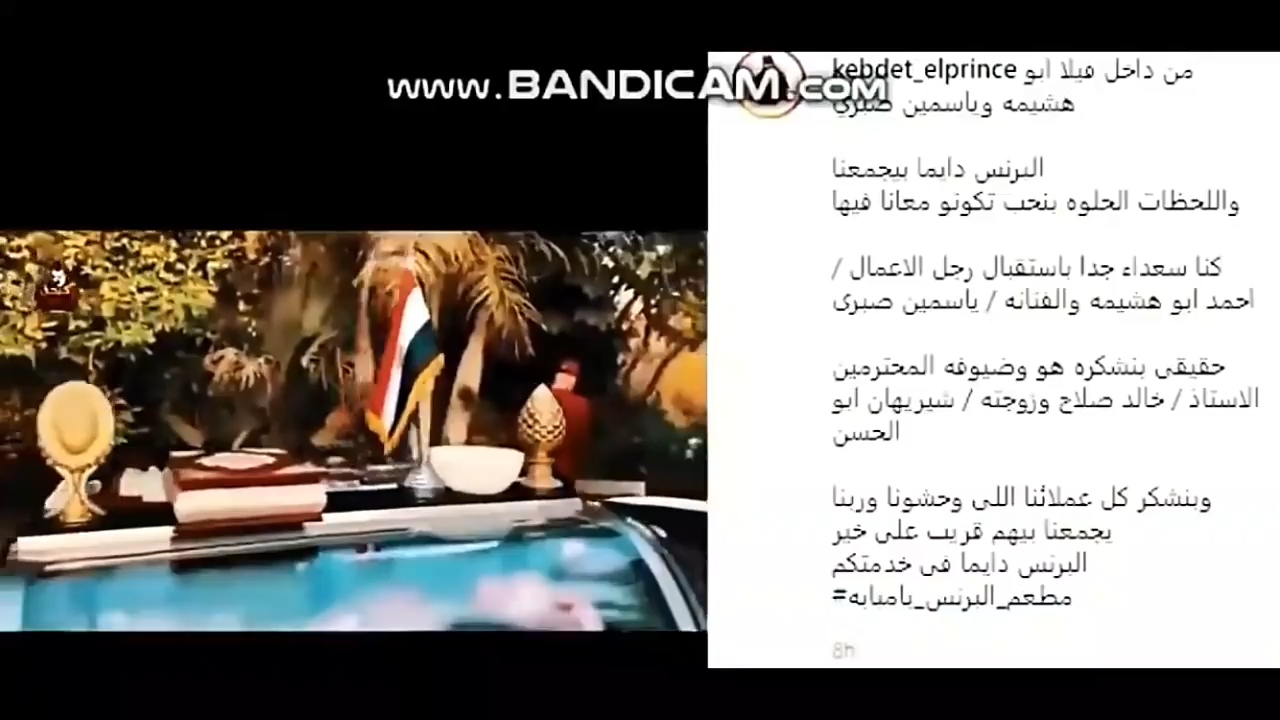 www.BANDICAM.com
kebdet_elprince من داخل فيلا ابو
هشيمه وياسمين صبري
البرنس دايما بيجمعنا
واللحظات الحلوه بنحب تكونو معانا فيها
كنا سعداء جدا باستقبال رجل الاعمال /
احمد ابو هشيمه والفنانه / ياسمين صبرى
حقيقى بنشكره هو وضيوفه المحترمين
الاستاذ / خالد صلاح وزوجته / شيريهان ابو
الحسن
وبنشكر كل عملائنا اللى وحشونا وربنا
يجمعنا بيهم قريب على خير
البرنس دايما فى خدمتكم
#مطعم_البرنس_بامبابه
8h